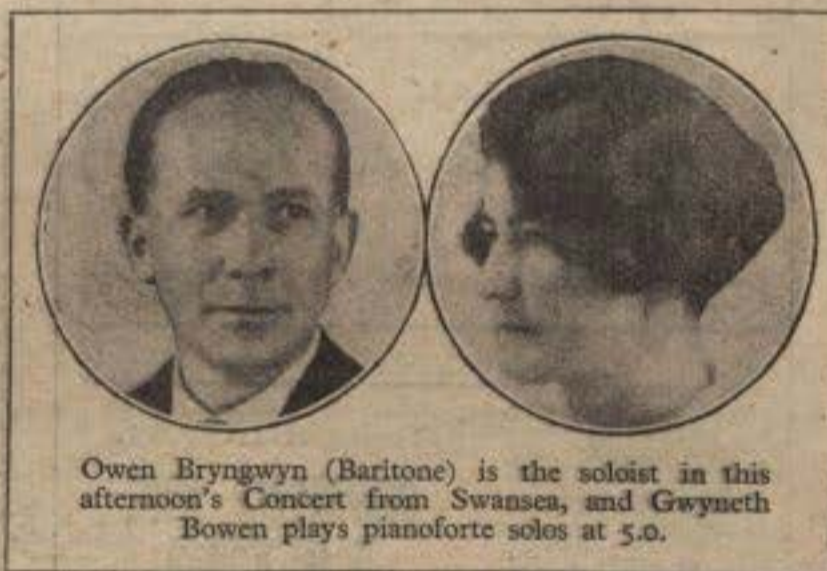 Owen Bryngwyn (Baritone) is the soloist in this
afternoon's Concert from Swansea, and Gwyneth
Bowen plays pianoforte solos at 5.0.